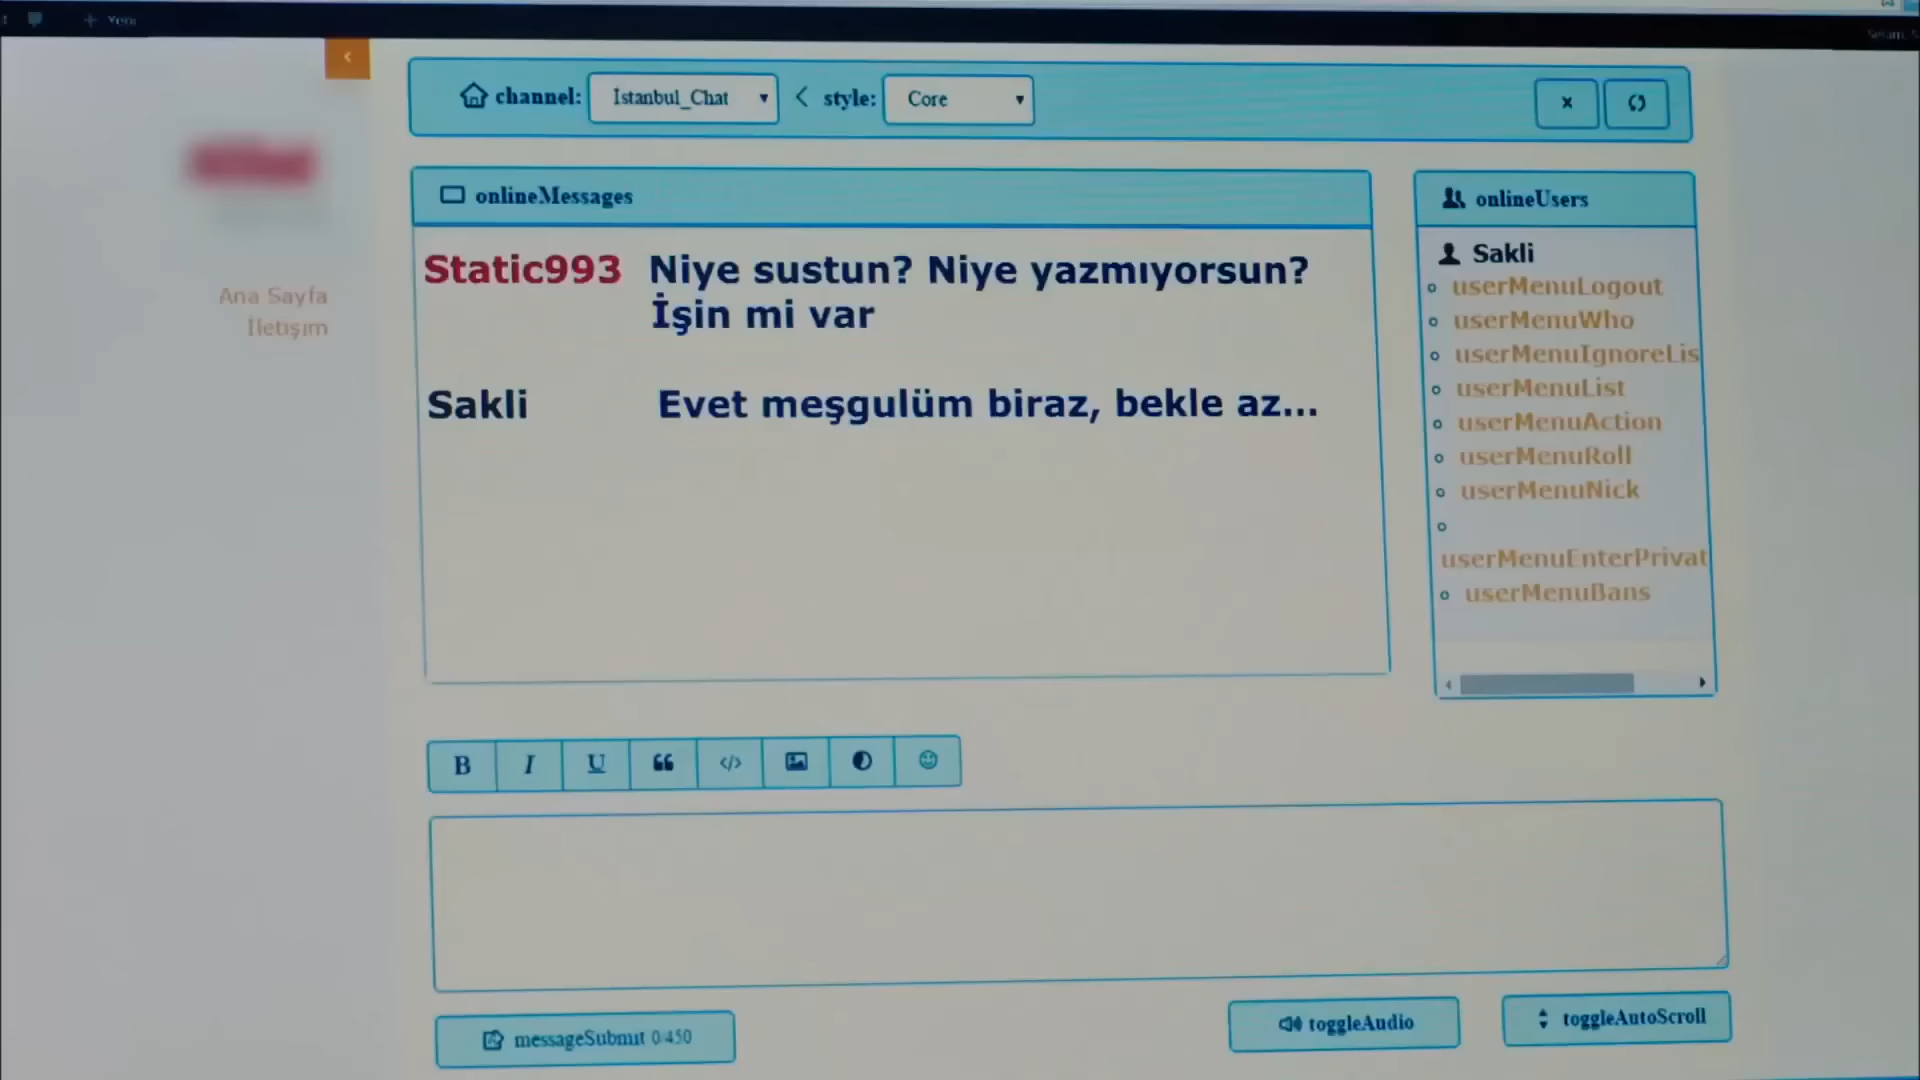 + Yeni
channel: Istanbul_Chat style: Core
onlineMessages
onlineUsers
Static993 Niye sustun? Niye yazmıyorsun?
İşin mi var
Sakli Evet meşgulüm biraz, bekle az...
Sakli
userMenuLogout
userMenuWho
userMenuIgnoreLis
userMenuList
userMenuAction
userMenuRoll
userMenuNick
userMenuEnterPrivat
userMenuBans
Ana Sayfa
İletişim
B I U
messageSubmit 0/450
toggleAudio
toggleAutoScroll